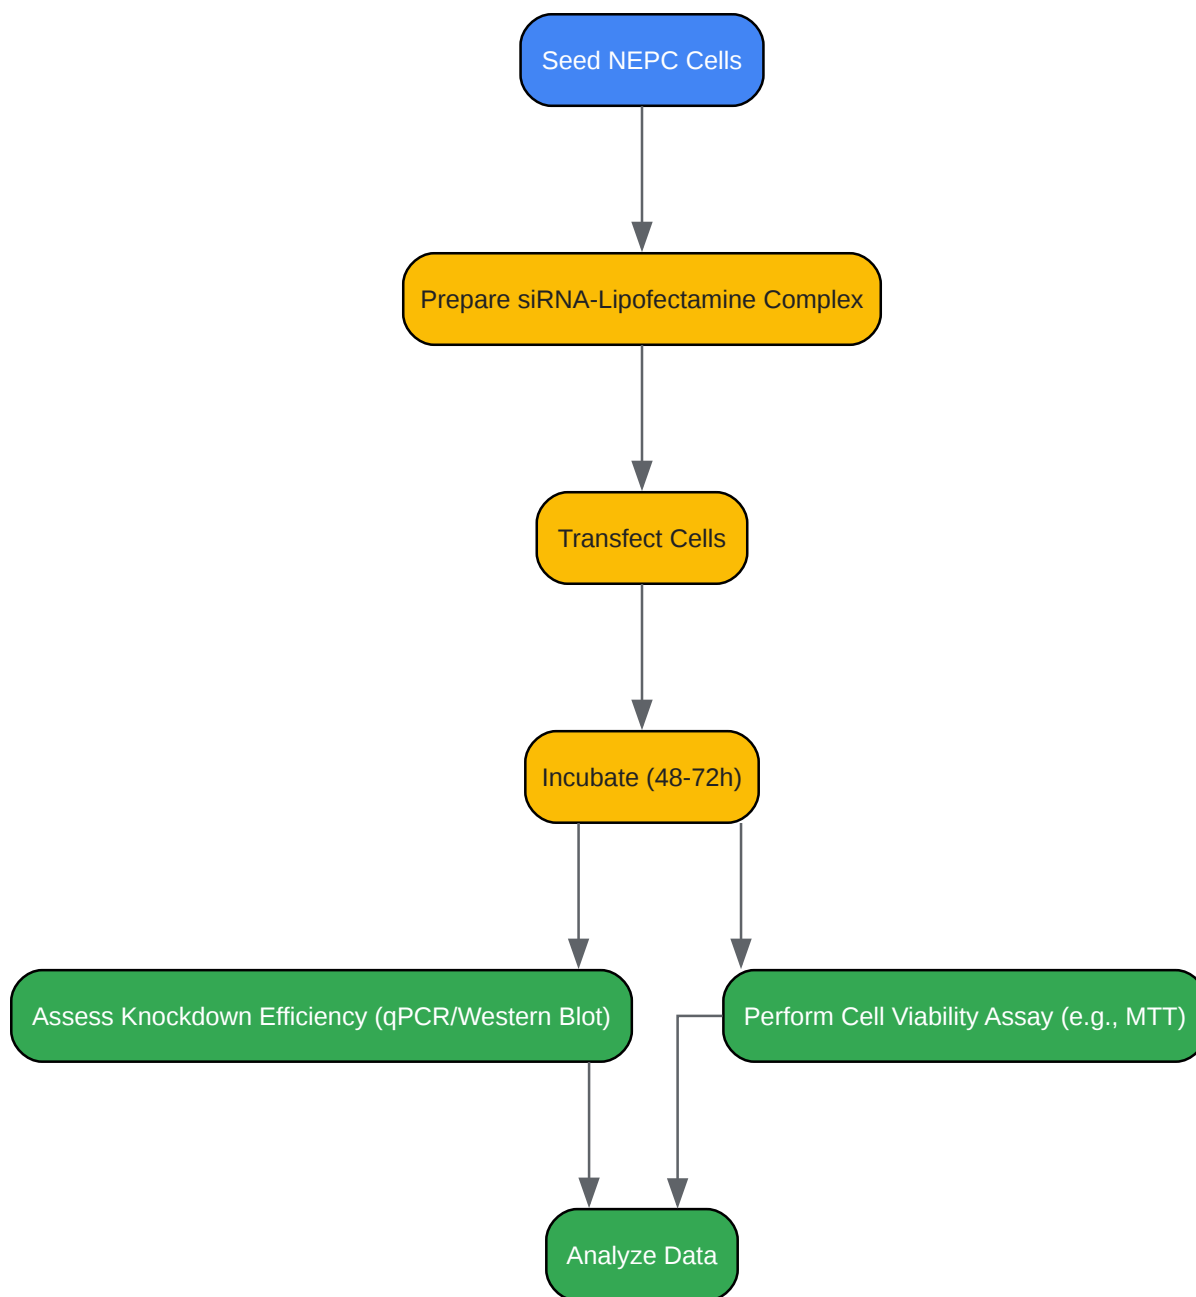 Seed NEPC Cells
Prepare siRNA-Lipofectamine Complex
Transfect Cells
Incubate (48-72h)
Assess Knockdown Efficiency (qPCR/Western Blot)
Perform Cell Viability Assay (e.g., MTT)
Analyze Data